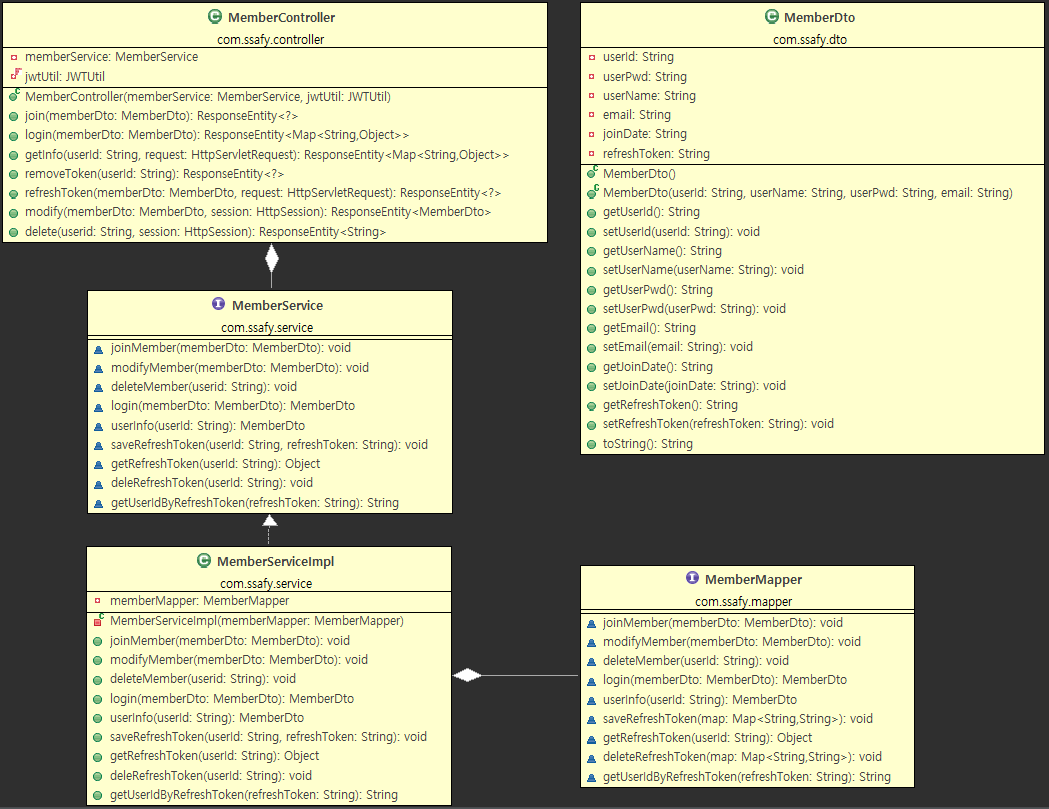 MemberController
com.ssafy.controller
memberService: MemberService
jwtUtil: JWTUtil
MemberController(memberService: MemberService, jwtUtil: JWTUtil)
join(memberDto: MemberDto): ResponseEntity<?>
login(memberDto: MemberDto): ResponseEntity<Map<String,Object>>
getInfo(userId: String, request: HttpServletRequest): ResponseEntity<Map<String,Object>>
removeToken(userId: String): ResponseEntity<?>
refreshToken(memberDto: MemberDto, request: HttpServletRequest): ResponseEntity<?>
modify(memberDto: MemberDto, session: HttpSession): ResponseEntity<MemberDto>
delete(userid: String, session: HttpSession): ResponseEntity<String>
MemberDto
com.ssafy.dto
userId: String
userPwd: String
userName: String
email: String
joinDate: String
refreshToken: String
MemberDto()
MemberDto(userId: String, userName: String, userPwd: String, email: String)
getUserId(): String
setUserId(userId: String): void
getUserName(): String
setUserName(userName: String): void
getUserPwd(): String
setUserPwd(userPwd: String): void
getEmail(): String
setEmail(email: String): void
getJoinDate(): String
setJoinDate(joinDate: String): void
getRefreshToken(): String
setRefreshToken(refreshToken: String): void
toString(): String
MemberService
com.ssafy.service
joinMember(memberDto: MemberDto): void
modifyMember(memberDto: MemberDto): void
deleteMember(userid: String): void
login(memberDto: MemberDto): MemberDto
userInfo(userId: String): MemberDto
saveRefreshToken(userId: String, refreshToken: String): void
getRefreshToken(userId: String): Object
deleRefreshToken(userId: String): void
getUserIdByRefreshToken(refreshToken: String): String
MemberServiceImpl
com.ssafy.service
memberMapper: MemberMapper
MemberServiceImpl(memberMapper: MemberMapper)
joinMember(memberDto: MemberDto): void
modifyMember(memberDto: MemberDto): void
deleteMember(userid: String): void
login(memberDto: MemberDto): MemberDto
userInfo(userId: String): MemberDto
saveRefreshToken(userId: String, refreshToken: String): void
getRefreshToken(userId: String): Object
deleRefreshToken(userId: String): void
getUserIdByRefreshToken(refreshToken: String): String
MemberMapper
com.ssafy.mapper
joinMember(memberDto: MemberDto): void
modifyMember(memberDto: MemberDto): void
deleteMember(userId: String): void
login(memberDto: MemberDto): MemberDto
userInfo(userId: String): MemberDto
saveRefreshToken(map: Map<String,String>): void
getRefreshToken(userId: String): Object
deleteRefreshToken(map: Map<String,String>): void
getUserIdByRefreshToken(refreshToken: String): String